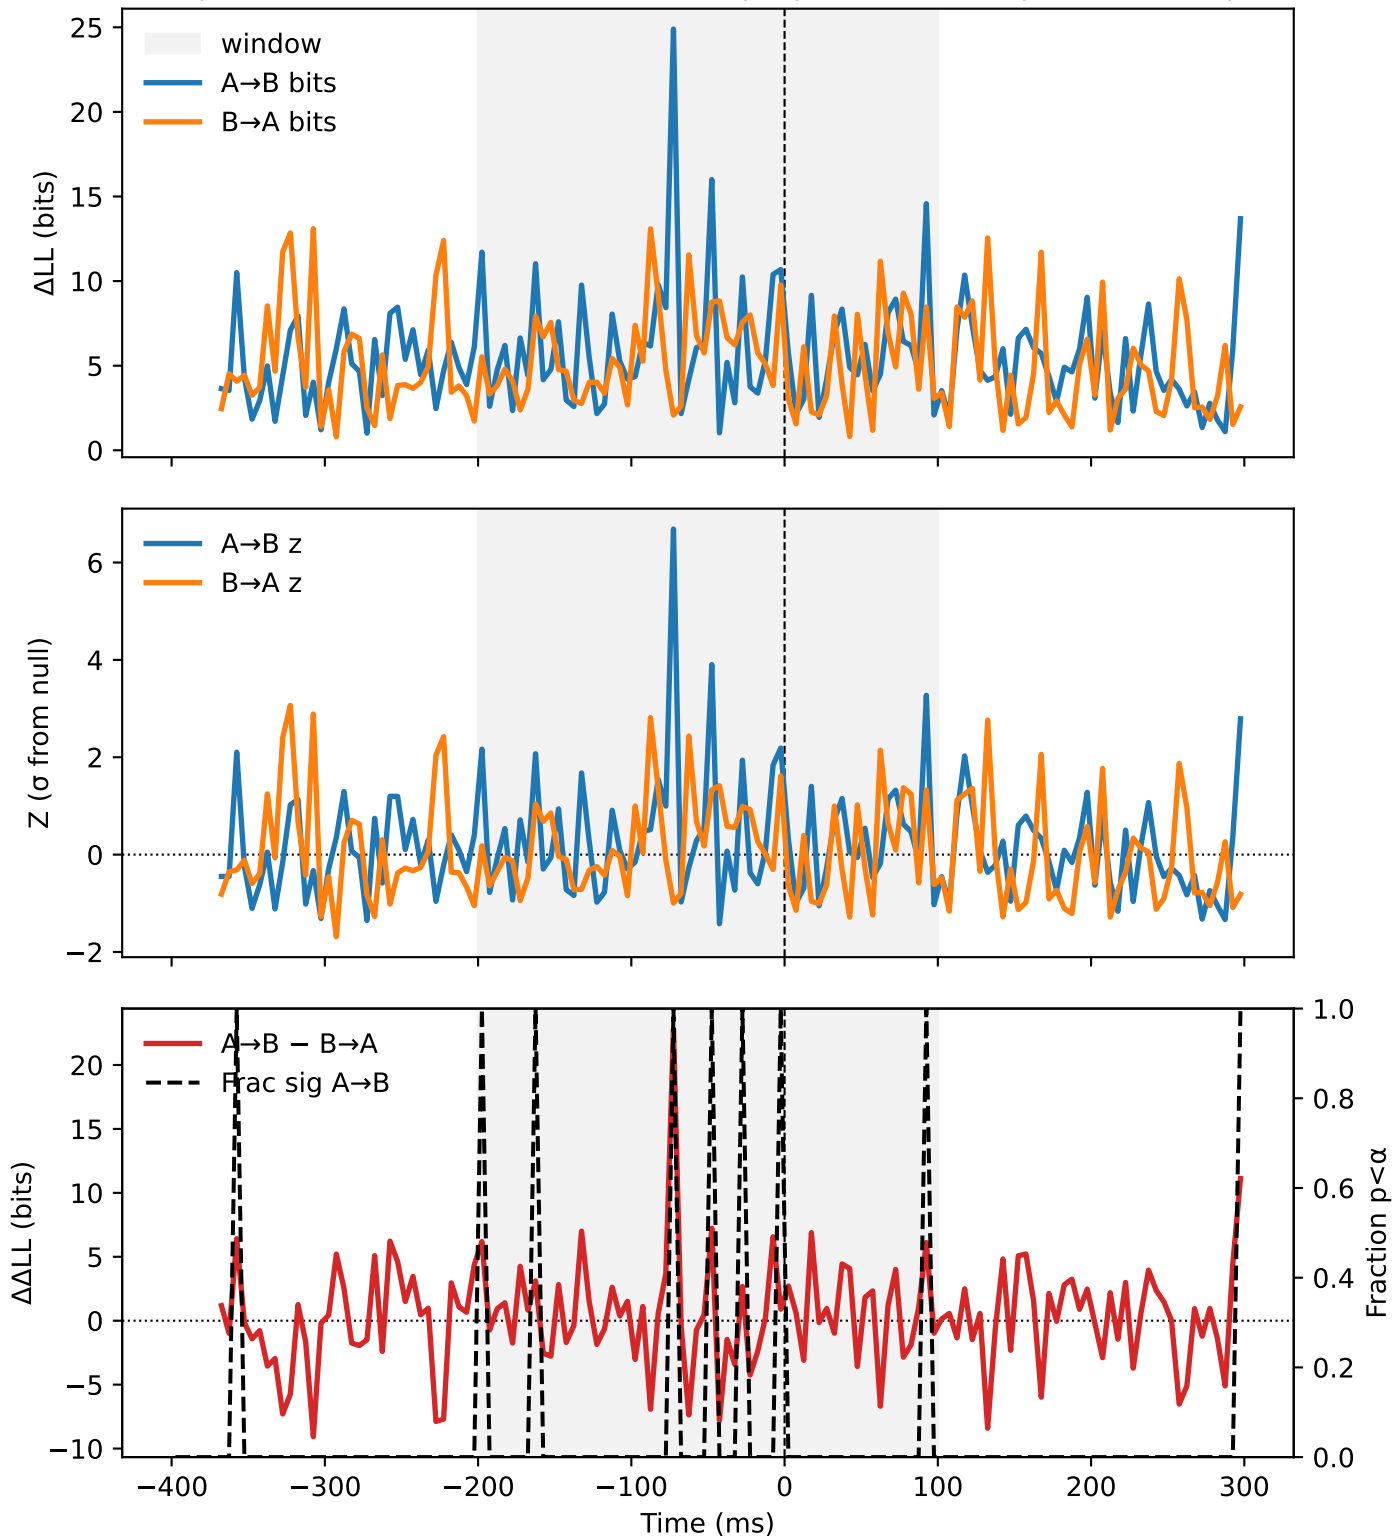 25
20
15
10
5
0
ΔLL (bits)
window
A→B bits
B→A bits
6
4
2
0
−2
Z (σ from null)
A→B z
B→A z
20
15
10
5
0
−5
−10
ΔΔLL (bits)
A→B − B→A
Frac sig A→B
1.0
0.8
0.6
0.4
0.2
0.0
Fraction p<α
−400 −300 −200 −100 0 100 200 300
Time (ms)